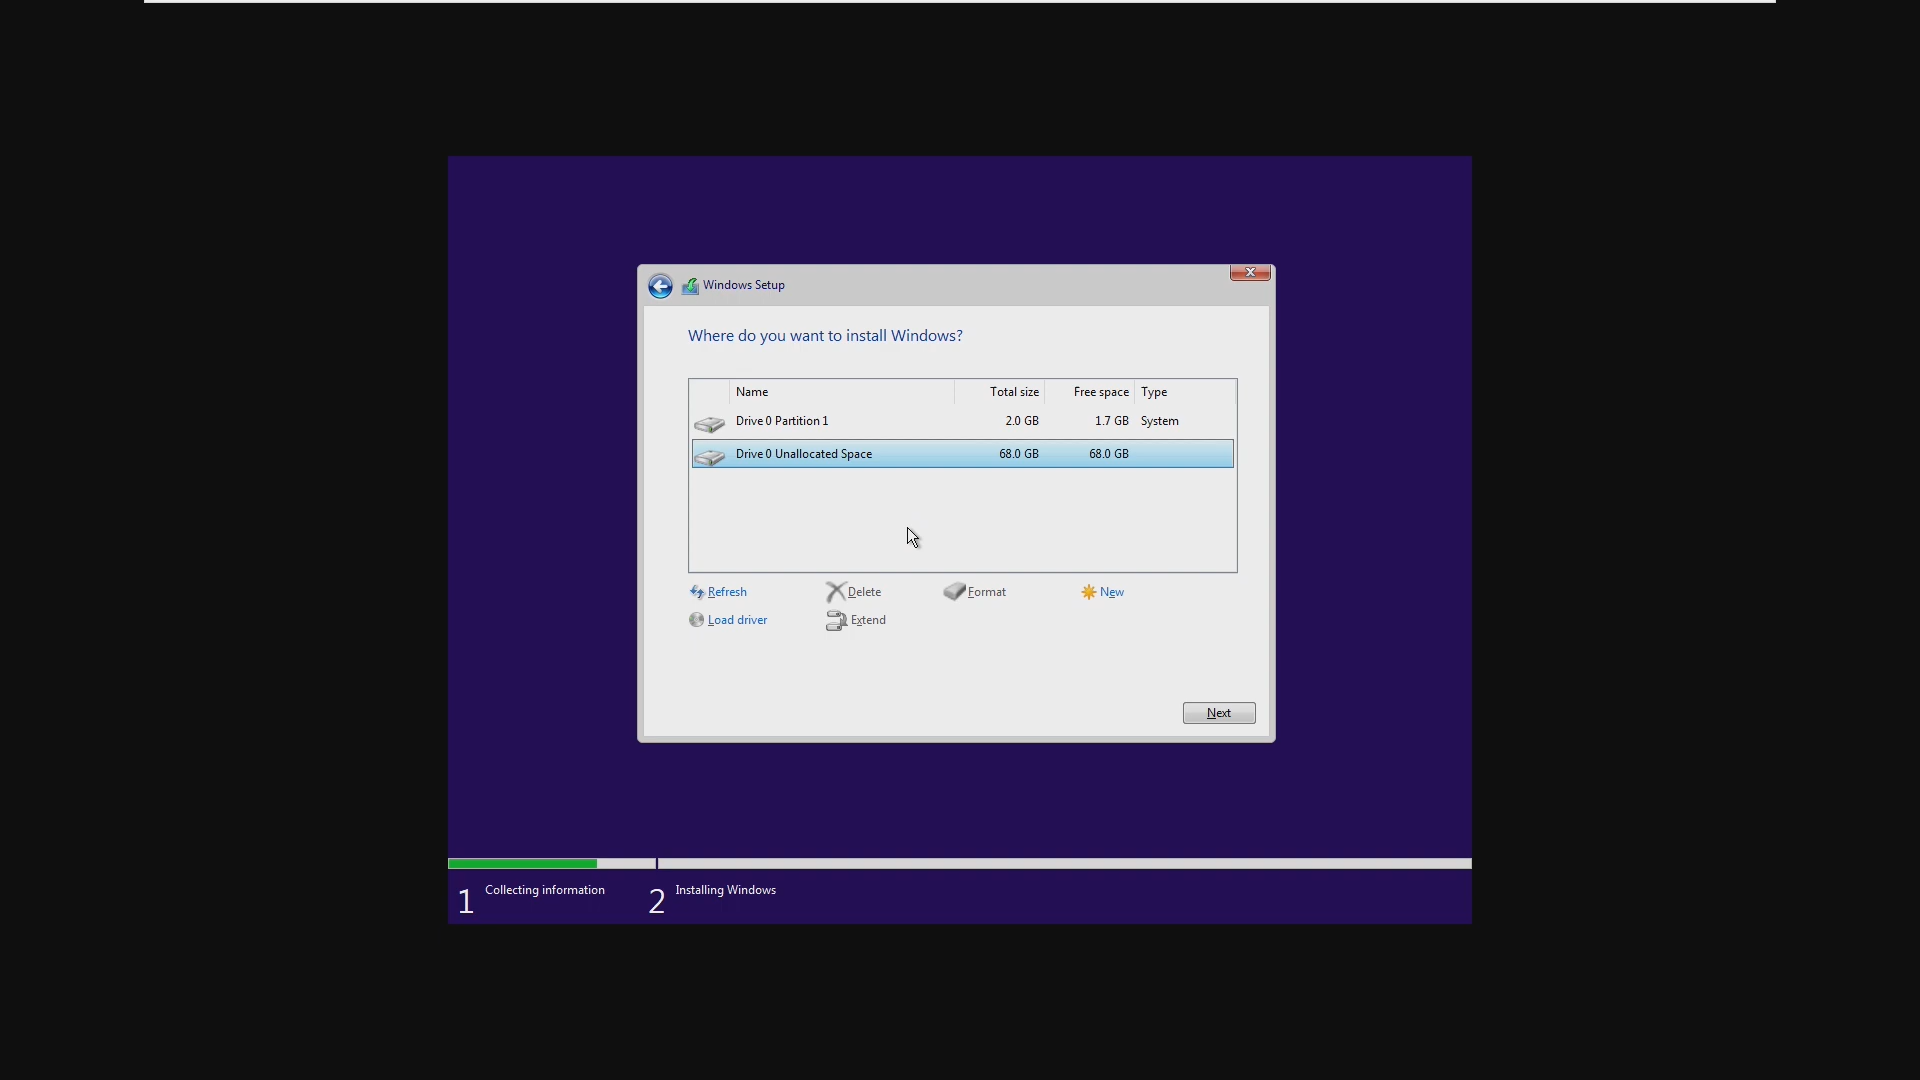 Windows Setup
Where do you want to install Windows?
Name Total size Free space Type
Drive 0 Partition 1 2.0 GB 1.7 GB System
Drive 0 Unallocated Space 68.0 GB 68.0 GB
Refresh Delete Format New
Load driver Extend
Next
1 Collecting information 2 Installing Windows